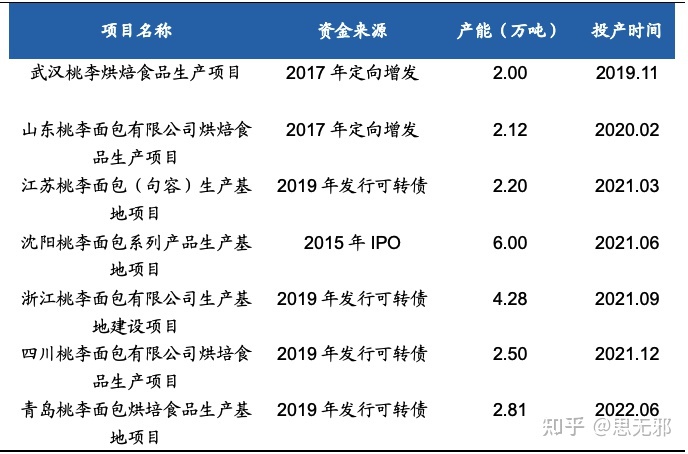 项目名称 资金来源 产能（万吨） 投产时间
武汉桃李烘焙食品生产项目 2017 年定向增发 2.00 2019.11
山东桃李面包有限公司烘焙食
品生产项目 2017 年定向增发 2.12 2020.02
江苏桃李面包（句容）生产基
地项目 2019 年发行可转债 2.20 2021.03
沈阳桃李面包系列产品生产基
地项目 2015 年 IPO 6.00 2021.06
浙江桃李面包有限公司生产基
地建设项目 2019 年发行可转债 4.28 2021.09
四川桃李面包有限公司烘培食
品生产项目 2019 年发行可转债 2.50 2021.12
青岛桃李面包烘培食品生产基
地项目 2019 年发行可转债 2.81 2022.06
知乎 @思无邪